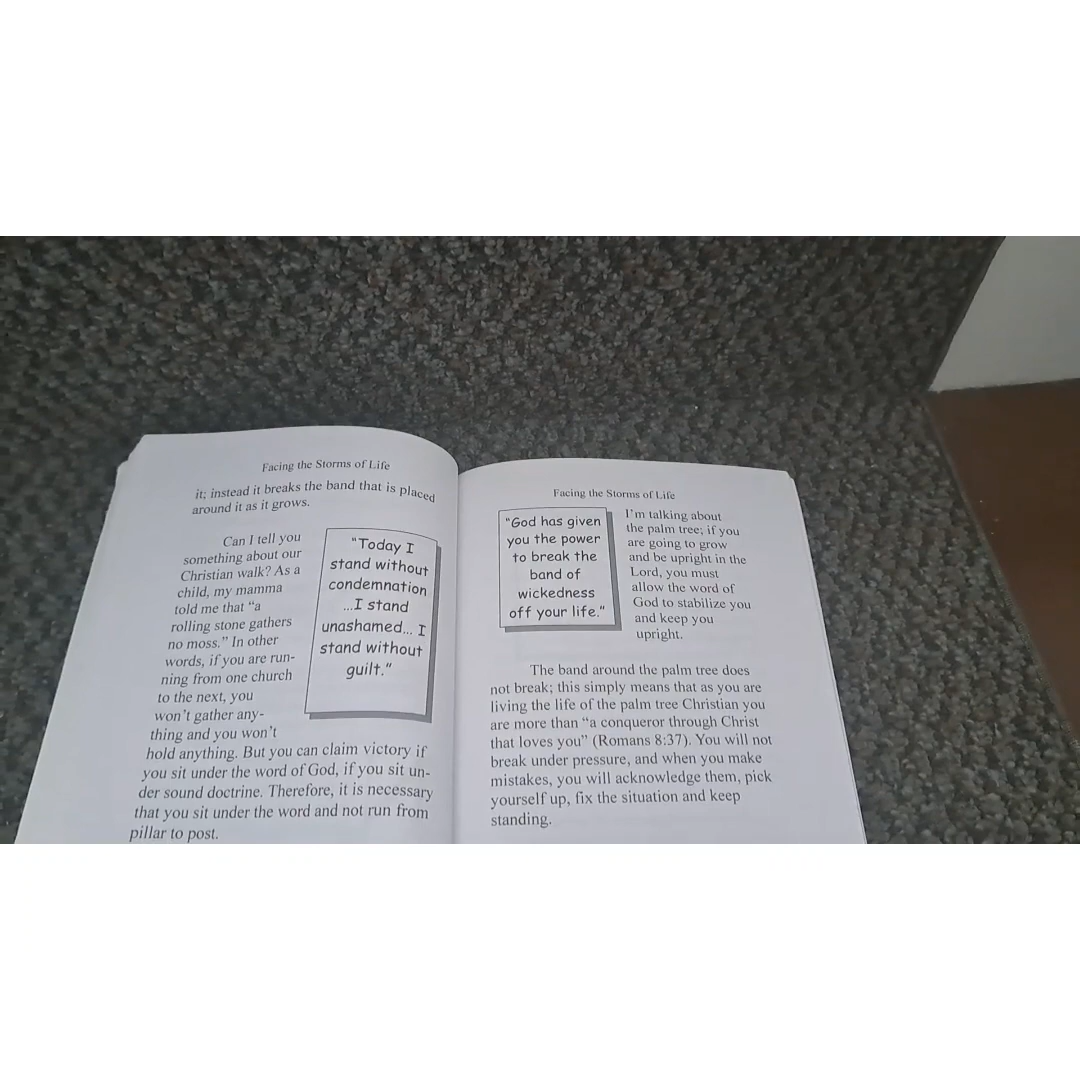 Facing the Storms of Life
it; instead it breaks the band that is placed
around it as it grows.
Can I tell you
something about our
Christian walk? As a
child, my mamma
told me that “a
rolling stone gathers
no moss.” In other
words, if you are run-
ning from one church
to the next, you
won’t gather any-
thing and you won’t
hold anything. But you can claim victory if
you sit under the word of God, if you sit un-
der sound doctrine. Therefore, it is necessary
that you sit under the word and not run from
pillar to post.
"Today I
stand without
condemnation
...I stand
unashamed... I
stand without
guilt."
Facing the Storms of Life
"God has given
you the power
to break the
band of
wickedness
off your life."
I’m talking about
the palm tree; if you
are going to grow
and be upright in the
Lord, you must
allow the word of
God to stabilize you
and keep you
upright.
The band around the palm tree does
not break; this simply means that as you are
living the life of the palm tree Christian you
are more than “a conqueror through Christ
that loves you” (Romans 8:37). You will not
break under pressure, and when you make
mistakes, you will acknowledge them, pick
yourself up, fix the situation and keep
standing.